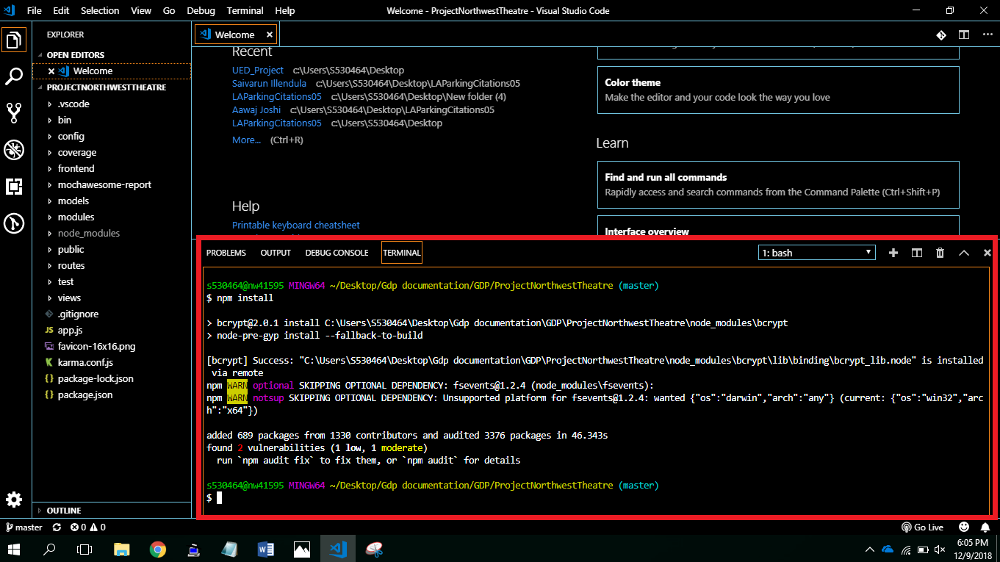 File Edit Selection View Go Debug Terminal Help
Welcome - ProjectNorthwestTheatre - Visual Studio Code
EXPLORER
OPEN EDITORS
Welcome
PROJECTNORTHWESTTHEATRE
.vscode
bin
config
coverage
frontend
mochawesome-report
models
modules
node_modules
public
routes
test
views
.gitignore
JS app.js
favicon-16x16.png
karma.conf.js
{} package-lock.json
{} package.json
OUTLINE
Welcome
Recent
UED_Project c:\Users\S530464\Desktop
Saivarun Illendula c:\Users\S530464\Desktop\LAParkingCitations05
LAParkingCitations05 c:\Users\S530464\Desktop\New folder (4)
Aawaj Joshi c:\Users\S530464\Desktop\LAParkingCitations05
LAParkingCitations05 c:\Users\S530464\Desktop
More... (Ctrl+R)
Help
Printable keyboard cheatsheet
Color theme
Make the editor and your code look the way you love
Learn
Find and run all commands
Rapidly access and search commands from the Command Palette (Ctrl+Shift+P)
Interface overview
PROBLEMS OUTPUT DEBUG CONSOLE TERMINAL
1: bash
s530464@nw41595 MINGW64 ~/Desktop/Gdp documentation/GDP/ProjectNorthwestTheatre (master)
$ npm install
> bcrypt@2.0.1 install C:\Users\S530464\Desktop\Gdp documentation\GDP\ProjectNorthwestTheatre\node_modules\bcrypt
> node-pre-gyp install --fallback-to-build
[bcrypt] Success: "C:\Users\S530464\Desktop\Gdp documentation\GDP\ProjectNorthwestTheatre\node_modules\bcrypt\lib\binding\bcrypt_lib.node" is installed
via remote
npm WARN optional SKIPPING OPTIONAL DEPENDENCY: fsevents@1.2.4 (node_modules\fsevents):
npm WARN notsup SKIPPING OPTIONAL DEPENDENCY: Unsupported platform for fsevents@1.2.4: wanted {"os":"darwin","arch":"any"} (current: {"os":"win32","arc
h":"x64"})
added 689 packages from 1330 contributors and audited 3376 packages in 46.343s
found 2 vulnerabilities (1 low, 1 moderate)
run `npm audit fix` to fix them, or `npm audit` for details
s530464@nw41595 MINGW64 ~/Desktop/Gdp documentation/GDP/ProjectNorthwestTheatre (master)
$
master 0 0
Go Live
6:05 PM
12/9/2018